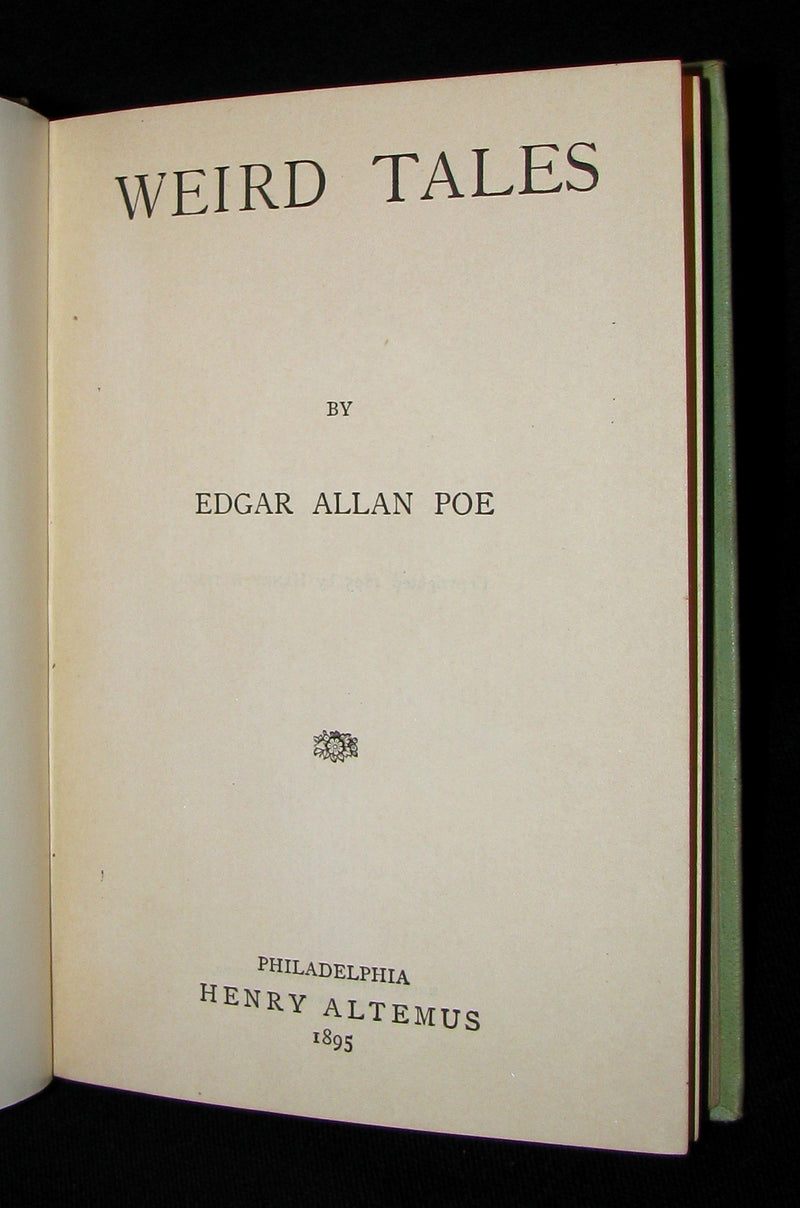 WEIRD TALES
BY
EDGAR ALLAN POE
PHILADELPHIA
HENRY ALTEMUS
1895